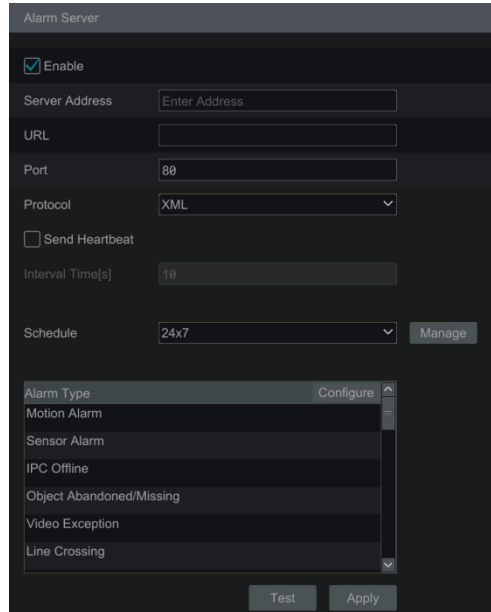 Alarm Server
Enable
Server Address Enter Address
URL
Port 80
Protocol XML
Send Heartbeat
Interval Time[s] 10
Schedule 24x7 Manage
Alarm Type Configure
Motion Alarm
Sensor Alarm
IPC Offline
Object Abandoned/Missing
Video Exception
Line Crossing
Test Apply